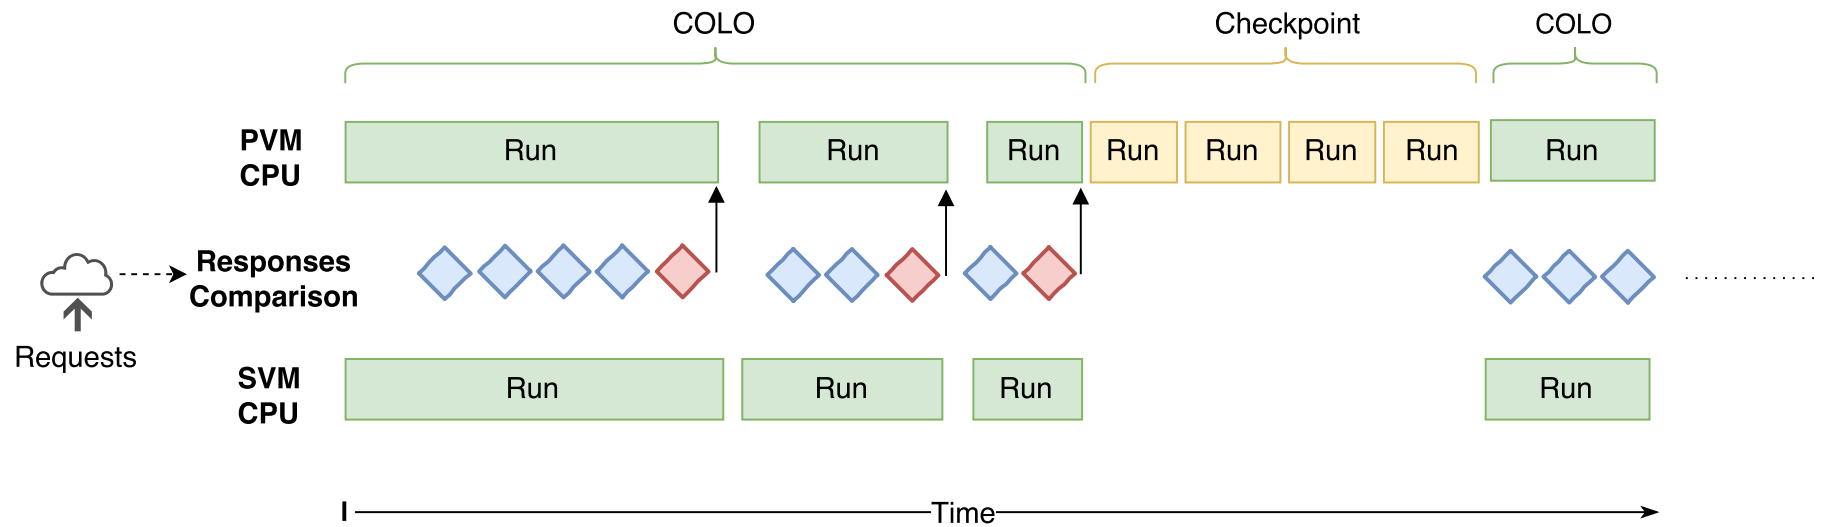 COLO
Checkpoint
COLO
PVM
CPU
Run
Run
Run
Run
Run
Run
Run
Run
Responses
Comparison
Requests
SVM
CPU
Run
Run
Run
Run
Time